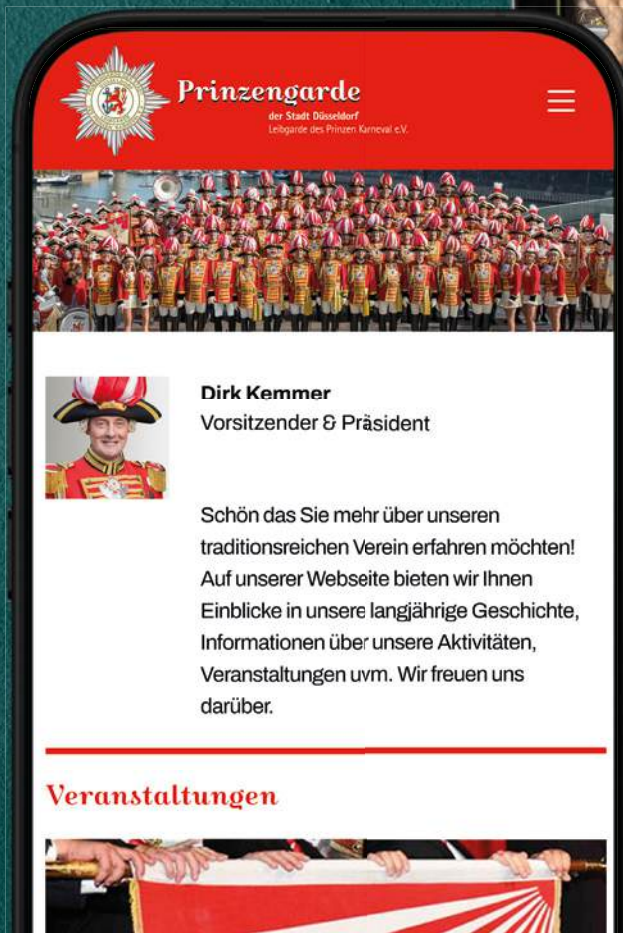 Prinzengarde
der Stadt Düsseldorf
Leibgarde des Prinzen Karneval e.V.
Dirk Kemmer
Vorsitzender & Präsident
Schön das Sie mehr über unseren
traditionsreichen Verein erfahren möchten!
Auf unserer Webseite bieten wir Ihnen
Einblicke in unsere langjährige Geschichte,
Informationen über unsere Aktivitäten,
Veranstaltungen uvm. Wir freuen uns
darüber.
Veranstaltungen